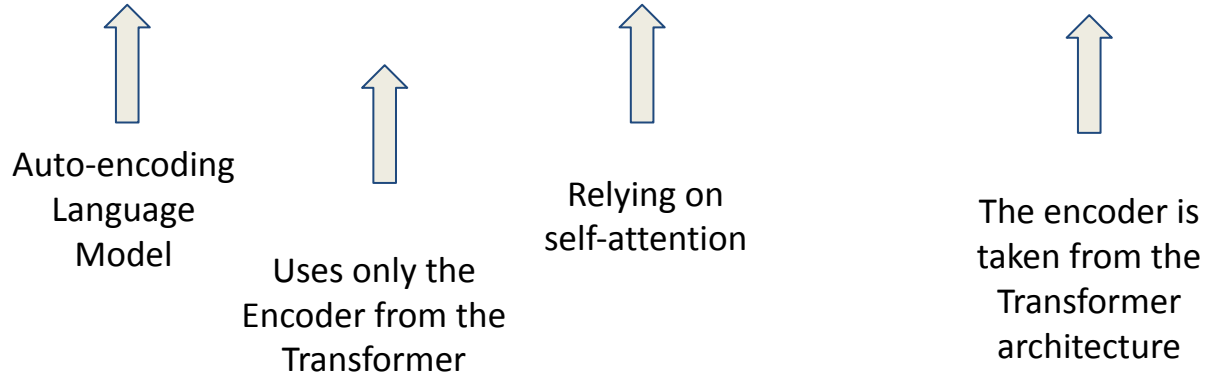 Auto-encoding
Language
Model
Uses only the
Encoder from the
Transformer
Relying on
self-attention
The encoder is
taken from the
Transformer
architecture